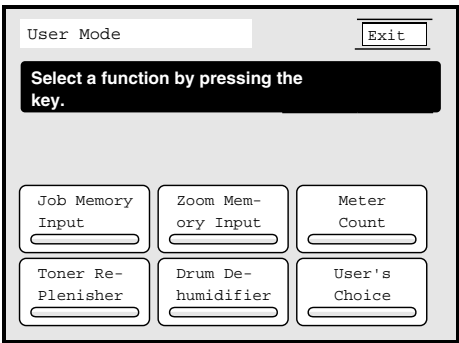 User Mode
Exit
Select a function by pressing the
key.
Job Memory
Input
Zoom Mem-
ory Input
Meter
Count
Toner Re-
Plenisher
Drum De-
humidifier
User's
Choice